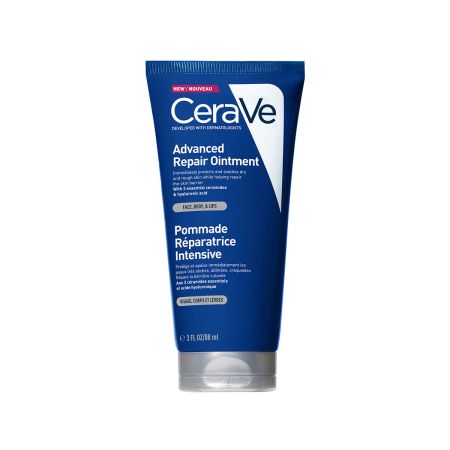 NEW / NOUVEAU
CeraVe
DEVELOPED WITH DERMATOLOGISTS
Advanced
Repair Ointment
Immediately protects and soothes dry
and rough skin while helping repair
the skin barrier
With 3 essential ceramides
& hyaluronic acid
FACE, BODY, & LIPS
Pommade
Réparatrice
Intensive
Protège et apaise immédiatement les
peaux très sèches, abîmées, craquelées
Répare la barrière cutanée
Aux 3 céramides essentiels
et acide hyaluronique
VISAGE, CORPS ET LÈVRES
℮ 3 FL OZ/88 ml